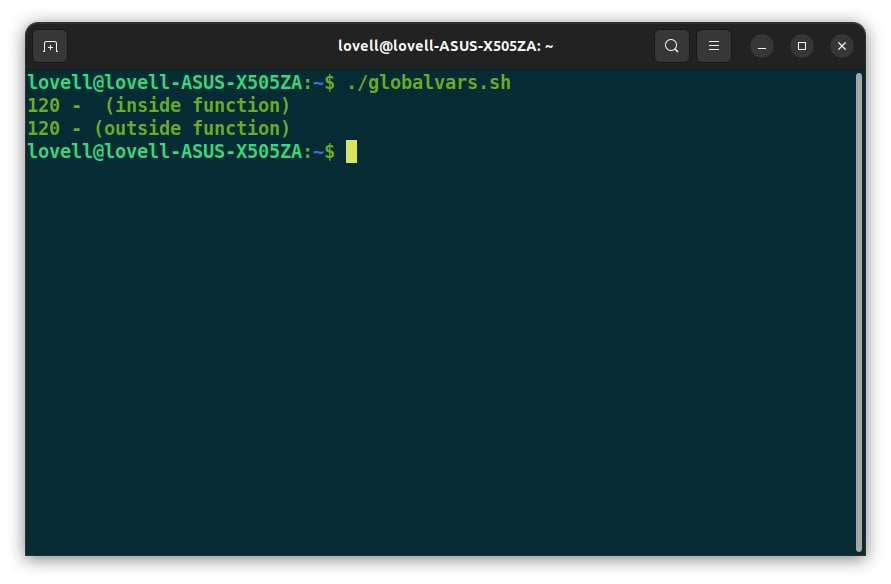 lovell@lovell-ASUS-X505ZA: ~
lovell@lovell-ASUS-X505ZA:~$ ./globalvars.sh
120 -  (inside function)
120 - (outside function)
lovell@lovell-ASUS-X505ZA:~$